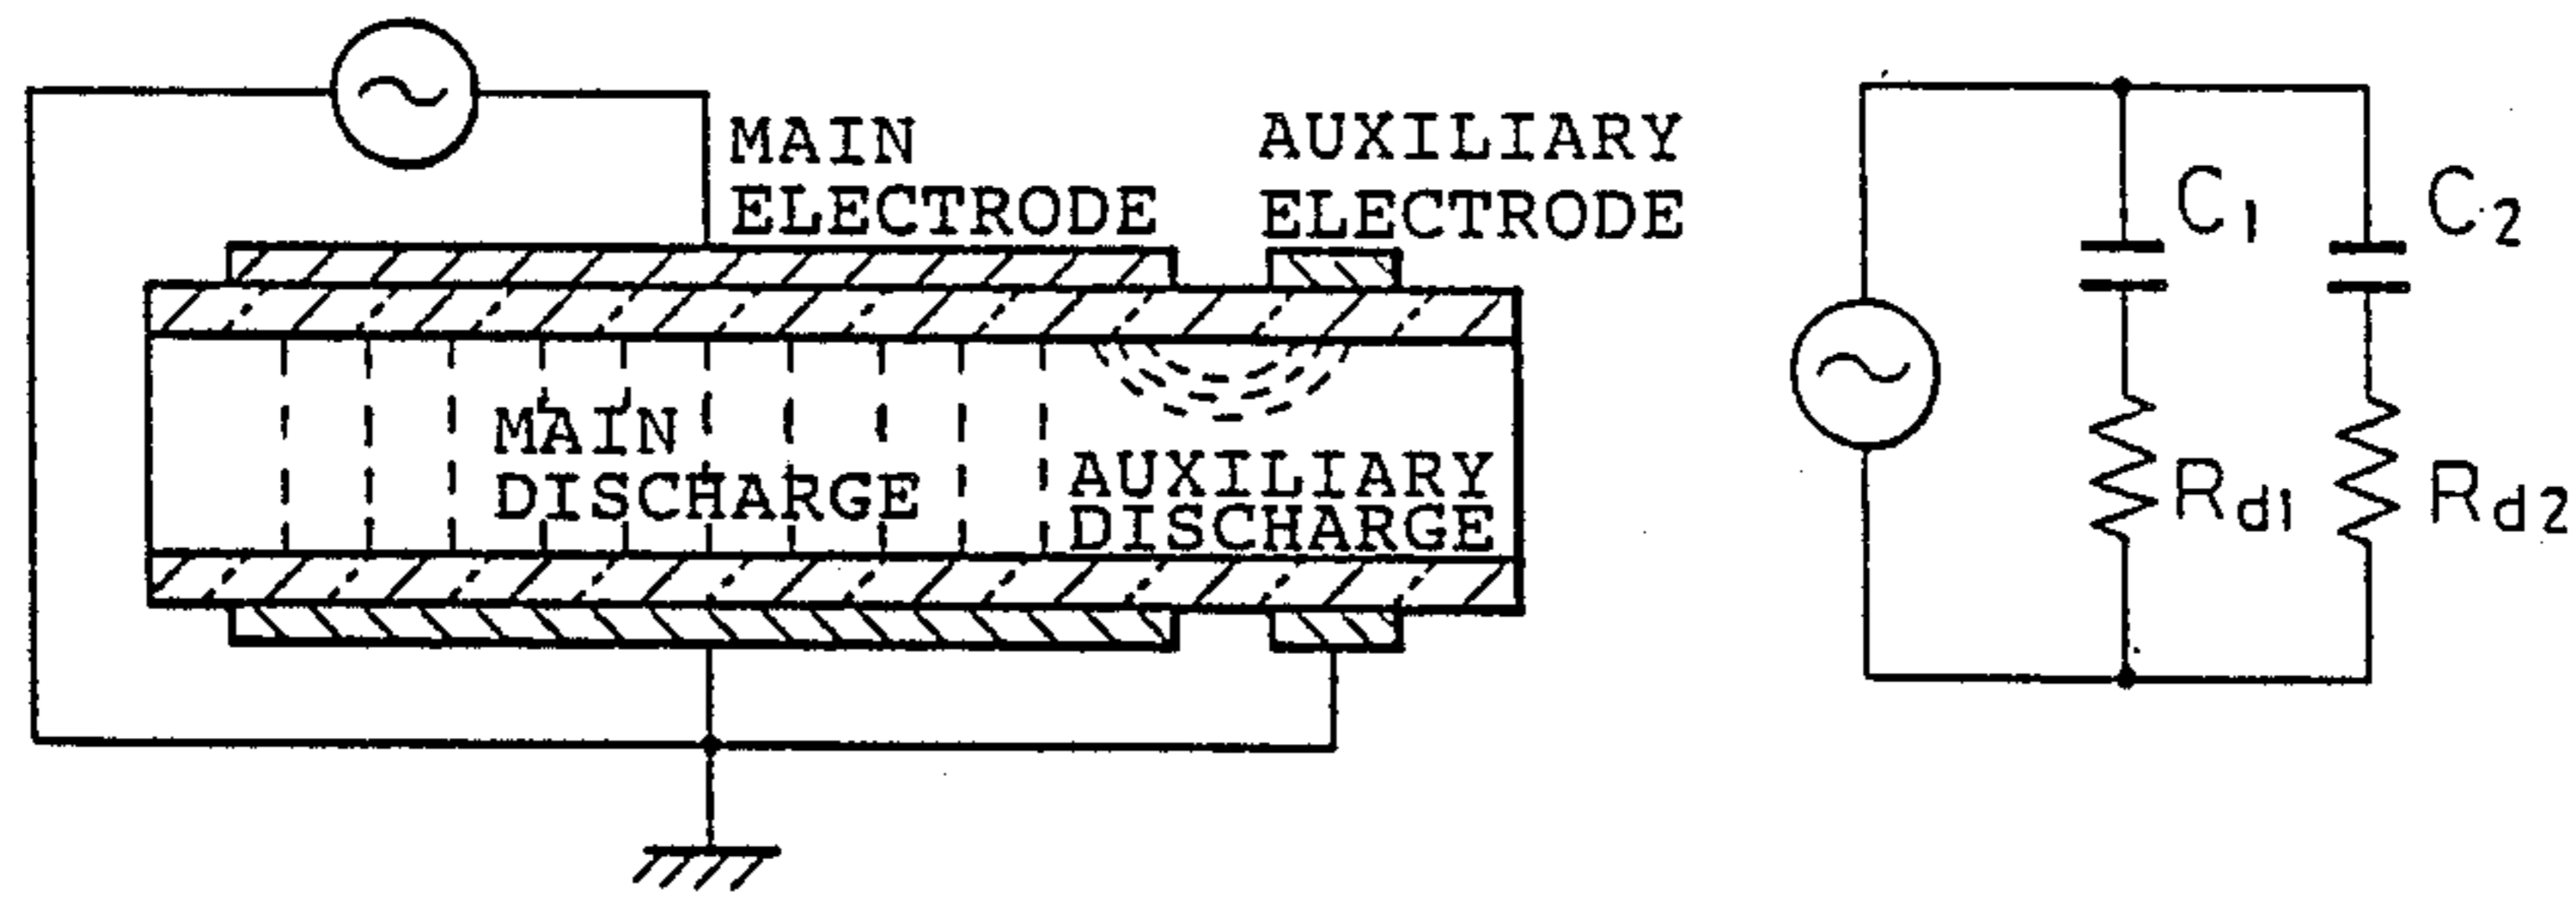 MAIN
ELECTRODE
AUXILIARY
ELECTRODE
MAIN
DISCHARGE
AUXILIARY
DISCHARGE
C1
C2
Rd1
Rd2